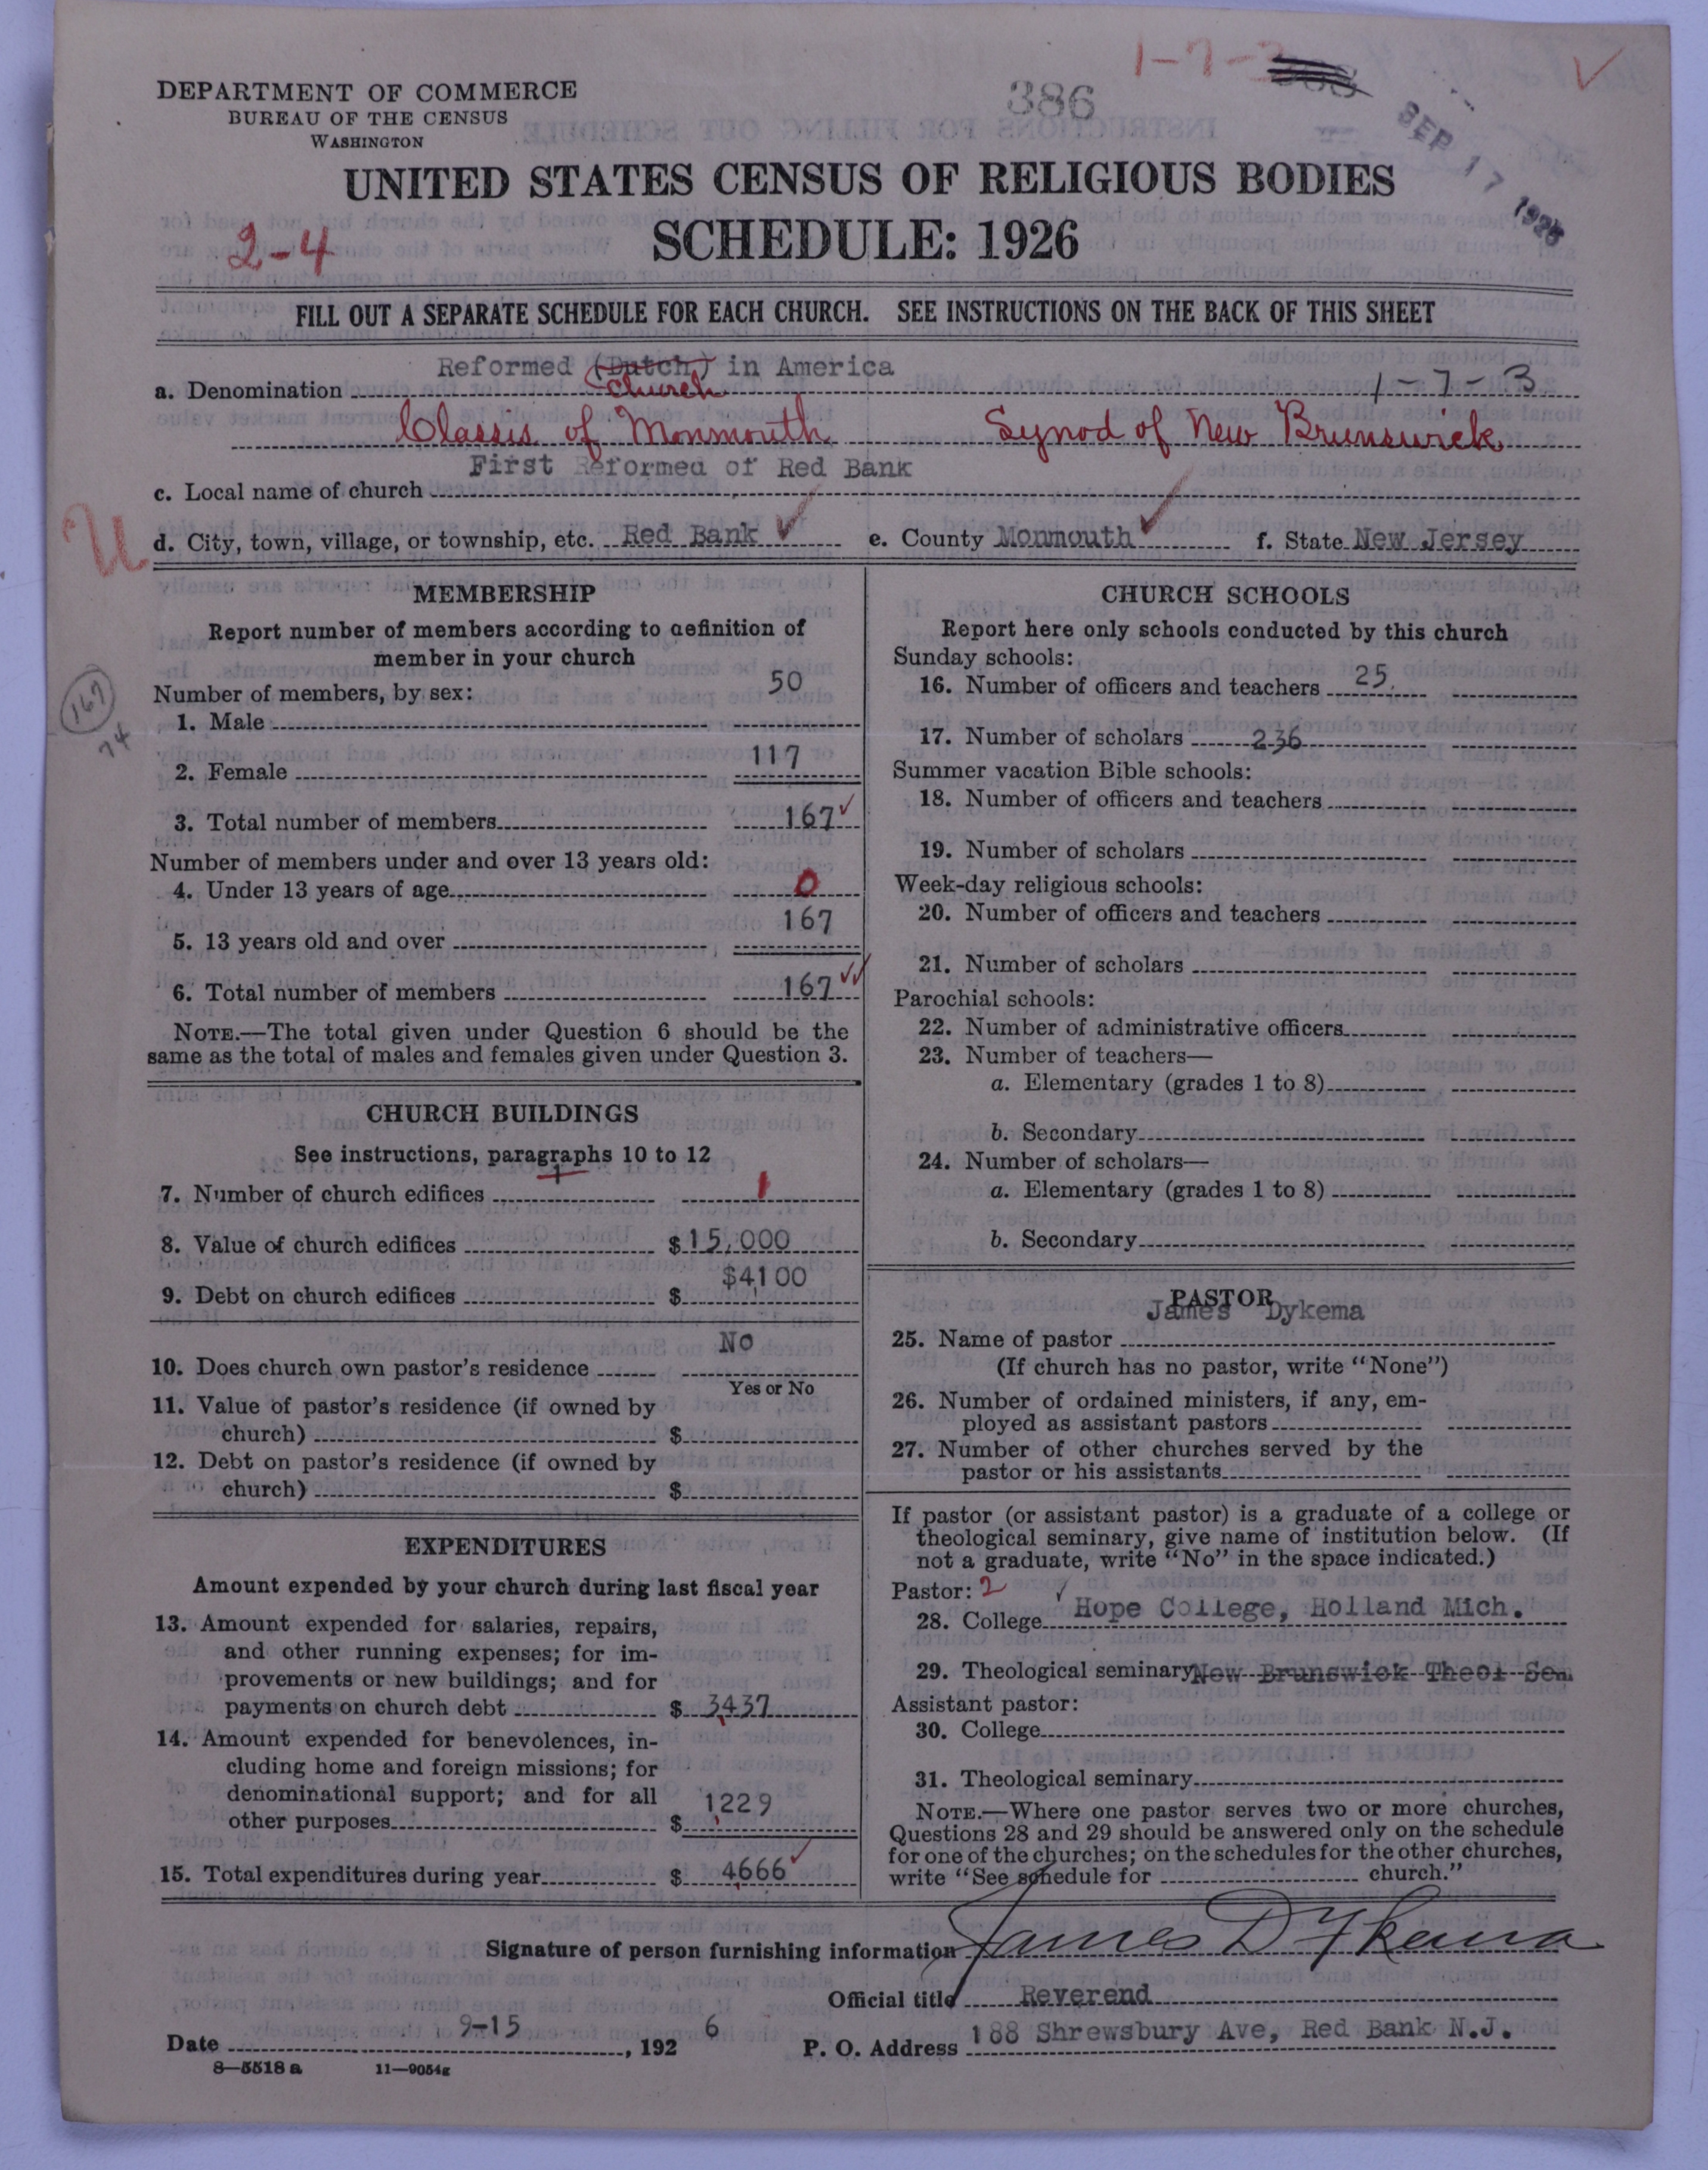 1-7-3
386
DEPARTMENT OF COMMERCE
BUREAU OF THE CENSUS
WASHINGTON
SEP 17 1926
UNITED STATES CENSUS OF RELIGIOUS BODIES
SCHEDULE: 1926
2-4
FILL OUT A SEPARATE SCHEDULE FOR EACH CHURCH. SEE INSTRUCTIONS ON THE BACK OF THIS SHEET
Reformed (Dutch) in America
a. Denomination Church 1-7-3
Classis of Monmouth Synod of New Brunswick
First Reformed of Red Bank
c. Local name of church
U
d. City, town, village, or township, etc. Red Bank e. County Monmouth f. State New Jersey
MEMBERSHIP
Report number of members according to definition of
member in your church
Number of members, by sex:
1. Male 50
167
74
2. Female 117
3. Total number of members 167
Number of members under and over 13 years old:
4. Under 13 years of age 0
5. 13 years old and over 167
6. Total number of members 167
NOTE.—The total given under Question 6 should be the
same as the total of males and females given under Question 3.
CHURCH BUILDINGS
See instructions, paragraphs 10 to 12
7. Number of church edifices 1
8. Value of church edifices $15,000
9. Debt on church edifices $ $4100
10. Does church own pastor's residence No
Yes or No
11. Value of pastor's residence (if owned by
church) $
12. Debt on pastor's residence (if owned by
church) $
EXPENDITURES
Amount expended by your church during last fiscal year
13. Amount expended for salaries, repairs,
and other running expenses; for im-
provements or new buildings; and for
payments on church debt $ 3,437
14. Amount expended for benevolences, in-
cluding home and foreign missions; for
denominational support; and for all
other purposes $ 1,229
15. Total expenditures during year $ 4,666
CHURCH SCHOOLS
Report here only schools conducted by this church
Sunday schools:
16. Number of officers and teachers 25
17. Number of scholars 236
Summer vacation Bible schools:
18. Number of officers and teachers
19. Number of scholars
Week-day religious schools:
20. Number of officers and teachers
21. Number of scholars
Parochial schools:
22. Number of administrative officers
23. Number of teachers—
a. Elementary (grades 1 to 8)
b. Secondary
24. Number of scholars—
a. Elementary (grades 1 to 8)
b. Secondary
PASTOR
James Dykema
25. Name of pastor
(If church has no pastor, write "None")
26. Number of ordained ministers, if any, em-
ployed as assistant pastors
27. Number of other churches served by the
pastor or his assistants
If pastor (or assistant pastor) is a graduate of a college or
theological seminary, give name of institution below. (If
not a graduate, write "No" in the space indicated.)
Pastor: 2
28. College Hope College, Holland Mich.
29. Theological seminary New Brunswick Theol Sem
Assistant pastor:
30. College
31. Theological seminary
NOTE.—Where one pastor serves two or more churches,
Questions 28 and 29 should be answered only on the schedule
for one of the churches; on the schedules for the other churches,
write "See schedule for church."
Signature of person furnishing information James Dykema
Official title Reverend
Date 9-15, 1926 P. O. Address 188 Shrewsbury Ave, Red Bank N.J.
8-5518 a 11-9054g